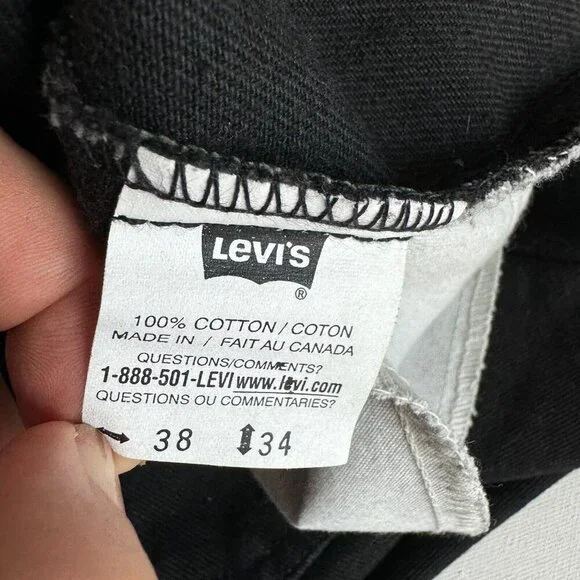 Levi's
®
100% COTTON / COTON
MADE IN / FAIT AU CANADA
QUESTIONS/COMMENTS?
1-888-501-LEVI www.levi.com
QUESTIONS OU COMMENTARIES?
↔ 38 ↕34